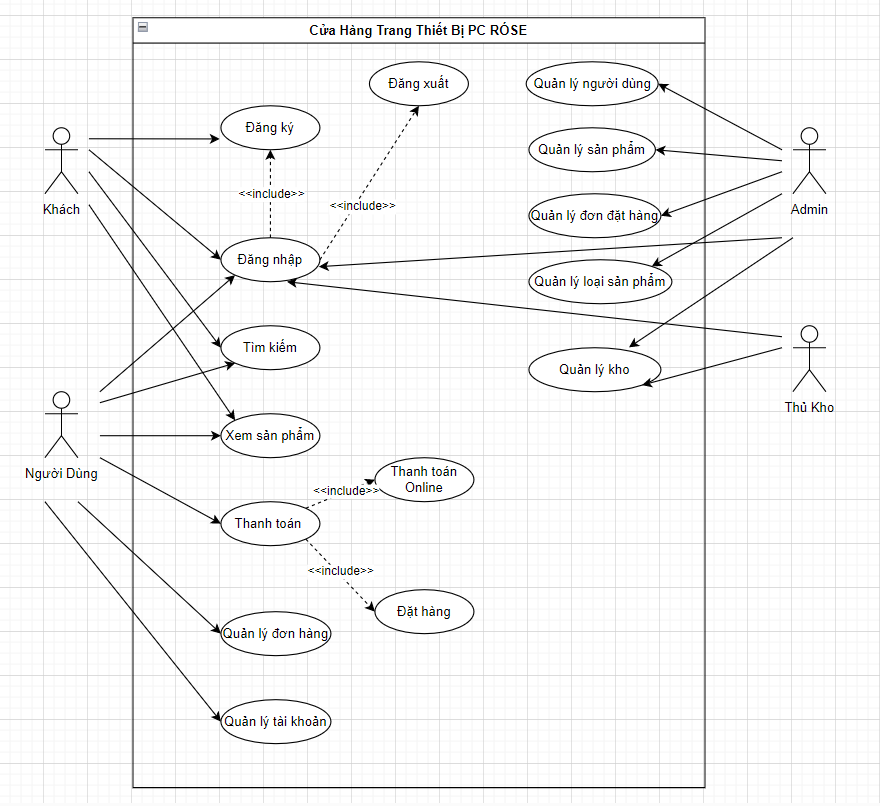 Cửa Hàng Trang Thiết Bị PC RÓSE
Đăng xuất
Quản lý người dùng
Đăng ký
Quản lý sản phẩm
Khách
Admin
<<include>>
<<include>>
Quản lý đơn đặt hàng
Đăng nhập
Quản lý loại sản phẩm
Tìm kiếm
Quản lý kho
Thủ Kho
Xem sản phẩm
Người Dùng
Thanh toán
Online
<<include>>
Thanh toán
<<include>>
Đặt hàng
Quản lý đơn hàng
Quản lý tài khoản